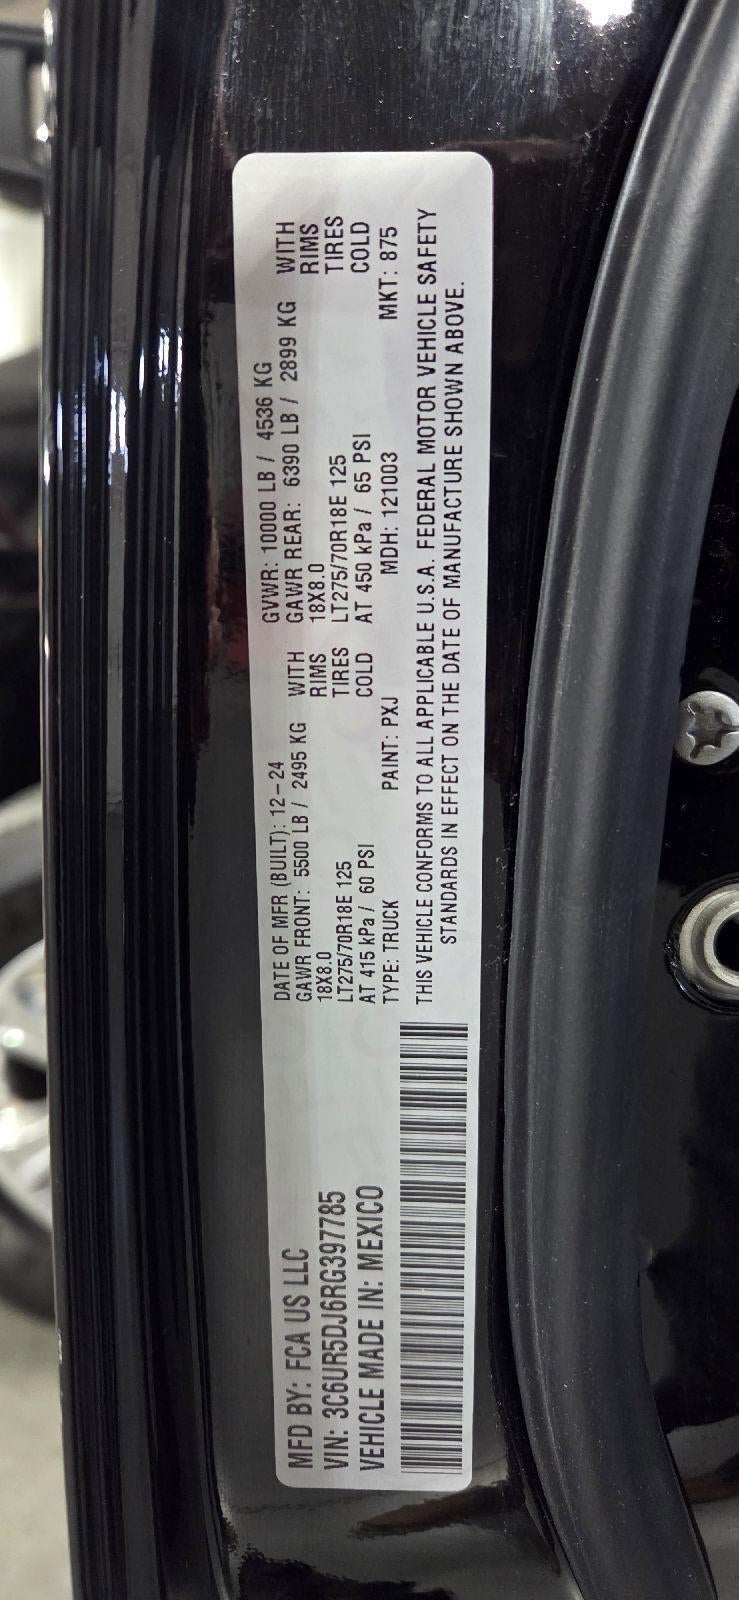 MFD BY: FCA US LLC
VIN: 3C6UR5DJ6RG397785
VEHICLE MADE IN: MEXICO
DATE OF MFR (BUILT): 12-24
GVWR: 10000 LB / 4536 KG
GAWR FRONT: 5500 LB / 2495 KG WITH
18X8.0 RIMS
LT275/70R18E 125 TIRES
AT 415 kPa / 60 PSI COLD
GAWR REAR: 6390 LB / 2899 KG WITH
18X8.0 RIMS
LT275/70R18E 125 TIRES
AT 450 kPa / 65 PSI COLD
TYPE: TRUCK PAINT: PXJ MDH: 121003 MKT: 875
THIS VEHICLE CONFORMS TO ALL APPLICABLE U.S.A. FEDERAL MOTOR VEHICLE SAFETY
STANDARDS IN EFFECT ON THE DATE OF MANUFACTURE SHOWN ABOVE.